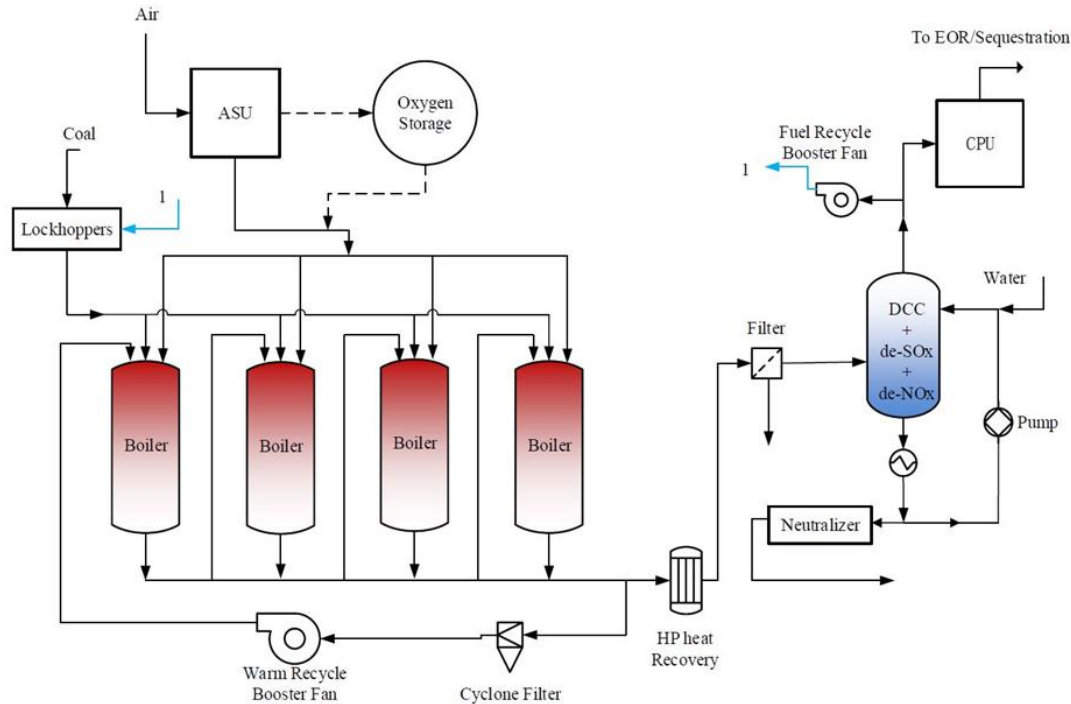 Air
To EOR/Sequestration
ASU
Oxygen
Storage
CPU
Coal
Fuel Recycle
Booster Fan
1
1
Lockhoppers
Water
DCC
+
de-SOx
+
de-NOx
Filter
Pump
Boiler
Boiler
Boiler
Boiler
Neutralizer
HP heat
Recovery
Warm Recycle
Booster Fan
Cyclone Filter